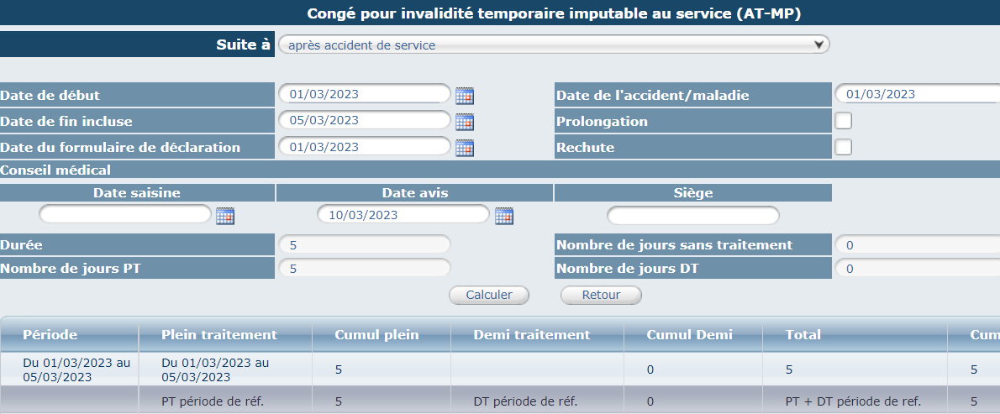 Congé pour invalidité temporaire imputable au service (AT-MP)
Suite à après accident de service
Date de début 01/03/2023 Date de l'accident/maladie 01/03/2023
Date de fin incluse 05/03/2023 Prolongation
Date du formulaire de déclaration 01/03/2023 Rechute
Conseil médical
Date saisine Date avis Siège
10/03/2023
Durée 5 Nombre de jours sans traitement 0
Nombre de jours PT 5 Nombre de jours DT 0
Calculer Retour
Période Plein traitement Cumul plein Demi traitement Cumul Demi Total Cum
Du 01/03/2023 au Du 01/03/2023 au
05/03/2023 05/03/2023 5 0 5 5
PT période de réf. 5 DT période de réf. 0 PT + DT période de ref. 5